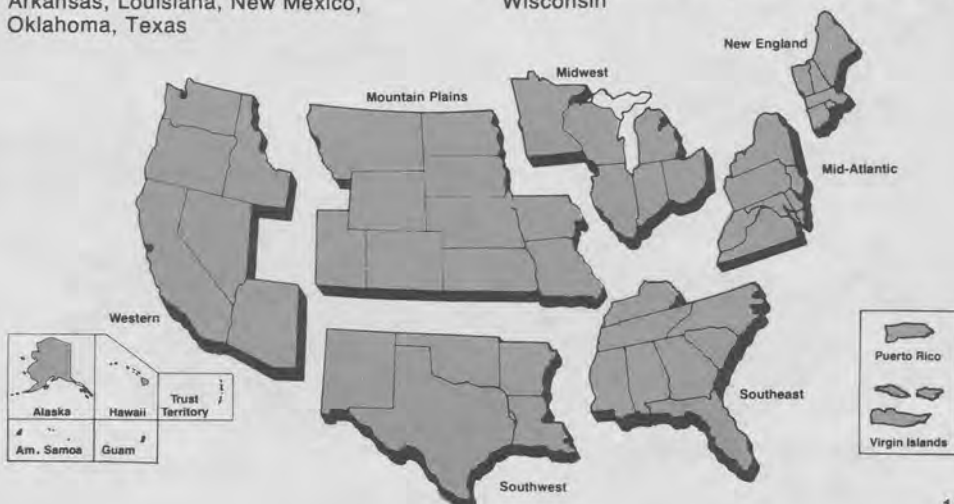 Arkansas, Louisiana, New Mexico,
Oklahoma, Texas
Wisconsin
New England
Midwest
Mountain Plains
Mid-Atlantic
Western
Puerto Rico
Alaska
Hawaii
Trust
Territory
Southeast
Am. Samoa
Guam
Virgin Islands
Southwest